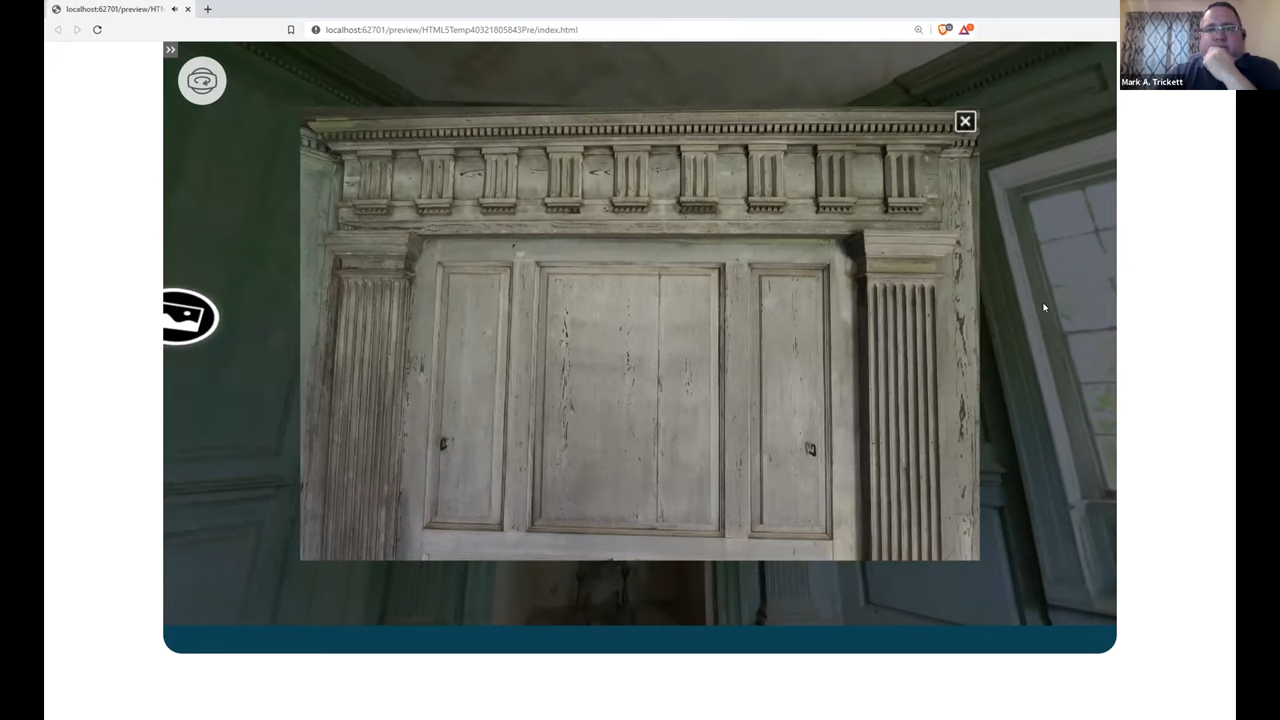 localhost:62701/preview/HTM
localhost:62701/preview/HTML5Temp40321805843Pre/index.html
Mark A. Trickett